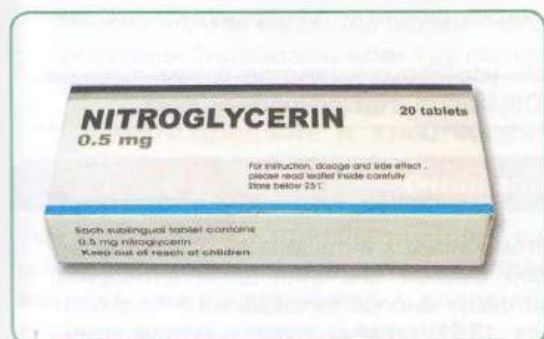 NITROGLYCERIN
20 tablets
0.5 mg
For instruction, dosage and side effect ,
please read leaflet inside carefully
Store below 25℃
Each sublingual tablet contains
0.5 mg nitroglycerin
Keep out of reach of children